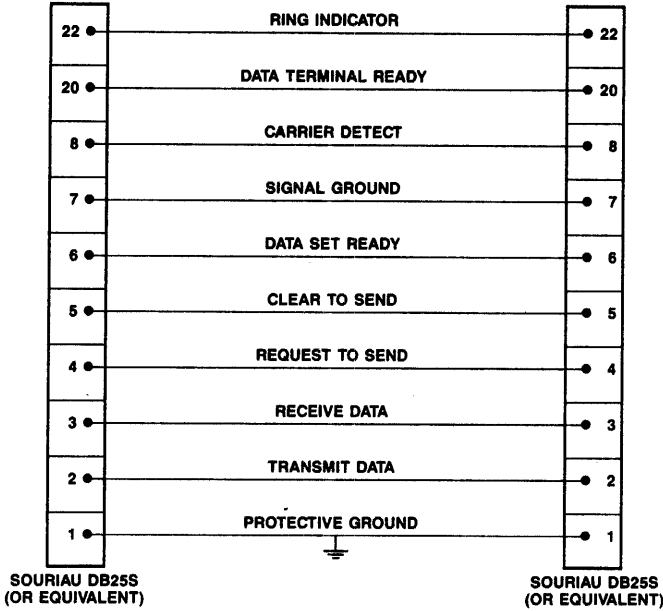 22 RING INDICATOR 22
20 DATA TERMINAL READY 20
8 CARRIER DETECT 8
7 SIGNAL GROUND 7
6 DATA SET READY 6
5 CLEAR TO SEND 5
4 REQUEST TO SEND 4
3 RECEIVE DATA 3
2 TRANSMIT DATA 2
1 PROTECTIVE GROUND 1
SOURIAU DB25S
(OR EQUIVALENT)
SOURIAU DB25S
(OR EQUIVALENT)